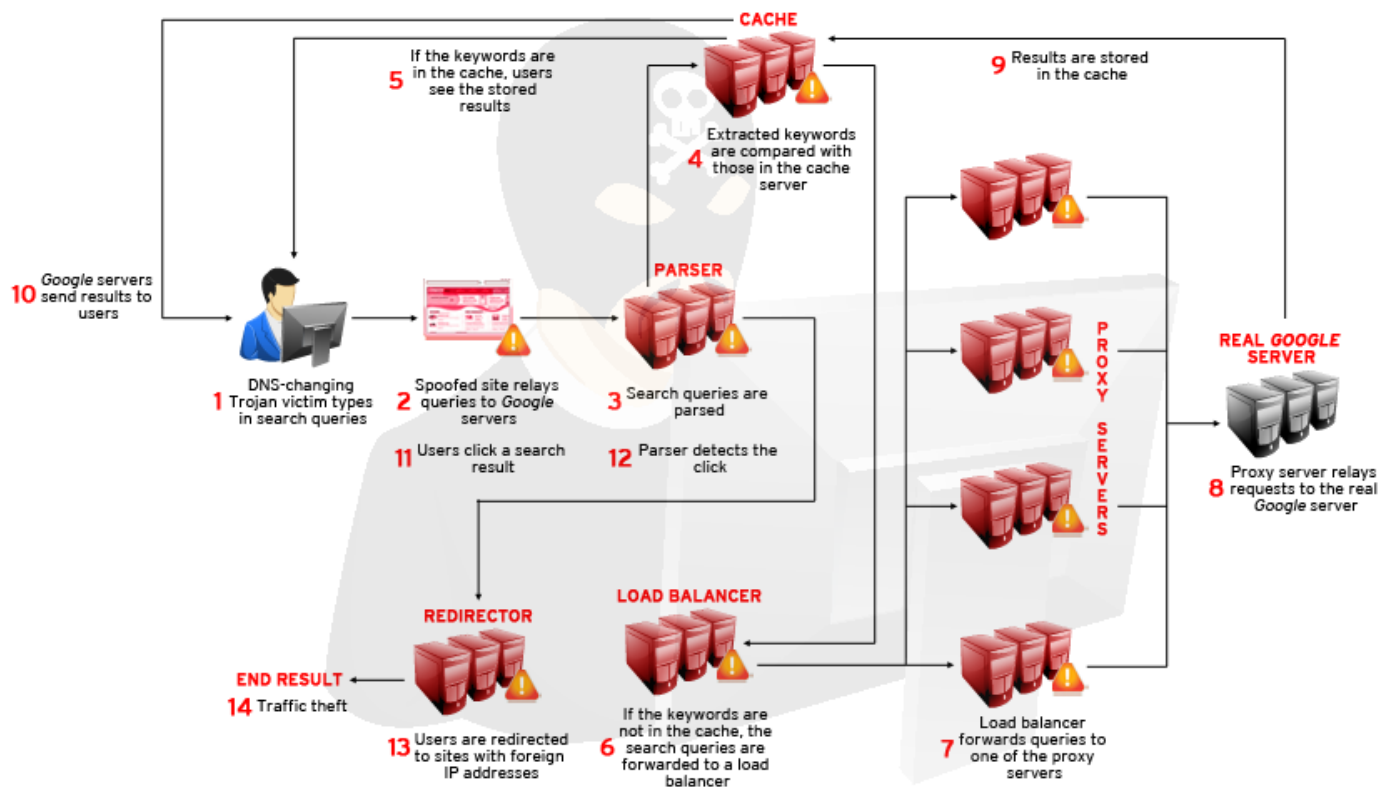 CACHE
5
If the keywords are
in the cache, users
see the stored
results
9
Results are stored
in the cache
4
Extracted keywords
are compared with
those in the cache
server
10
Google servers
send results to
users
PARSER
PROXY SERVERS
REAL GOOGLE
SERVER
1
DNS-changing
Trojan victim types
in search queries
2
Spoofed site relays
queries to Google
servers
3
Search queries are
parsed
11
Users click a search
result
12
Parser detects the
click
8
Proxy server relays
requests to the real
Google server
REDIRECTOR
LOAD BALANCER
END RESULT
14
Traffic theft
13
Users are redirected
to sites with foreign
IP addresses
6
If the keywords are
not in the cache, the
search queries are
forwarded to a load
balancer
7
Load balancer
forwards queries to
one of the proxy
servers